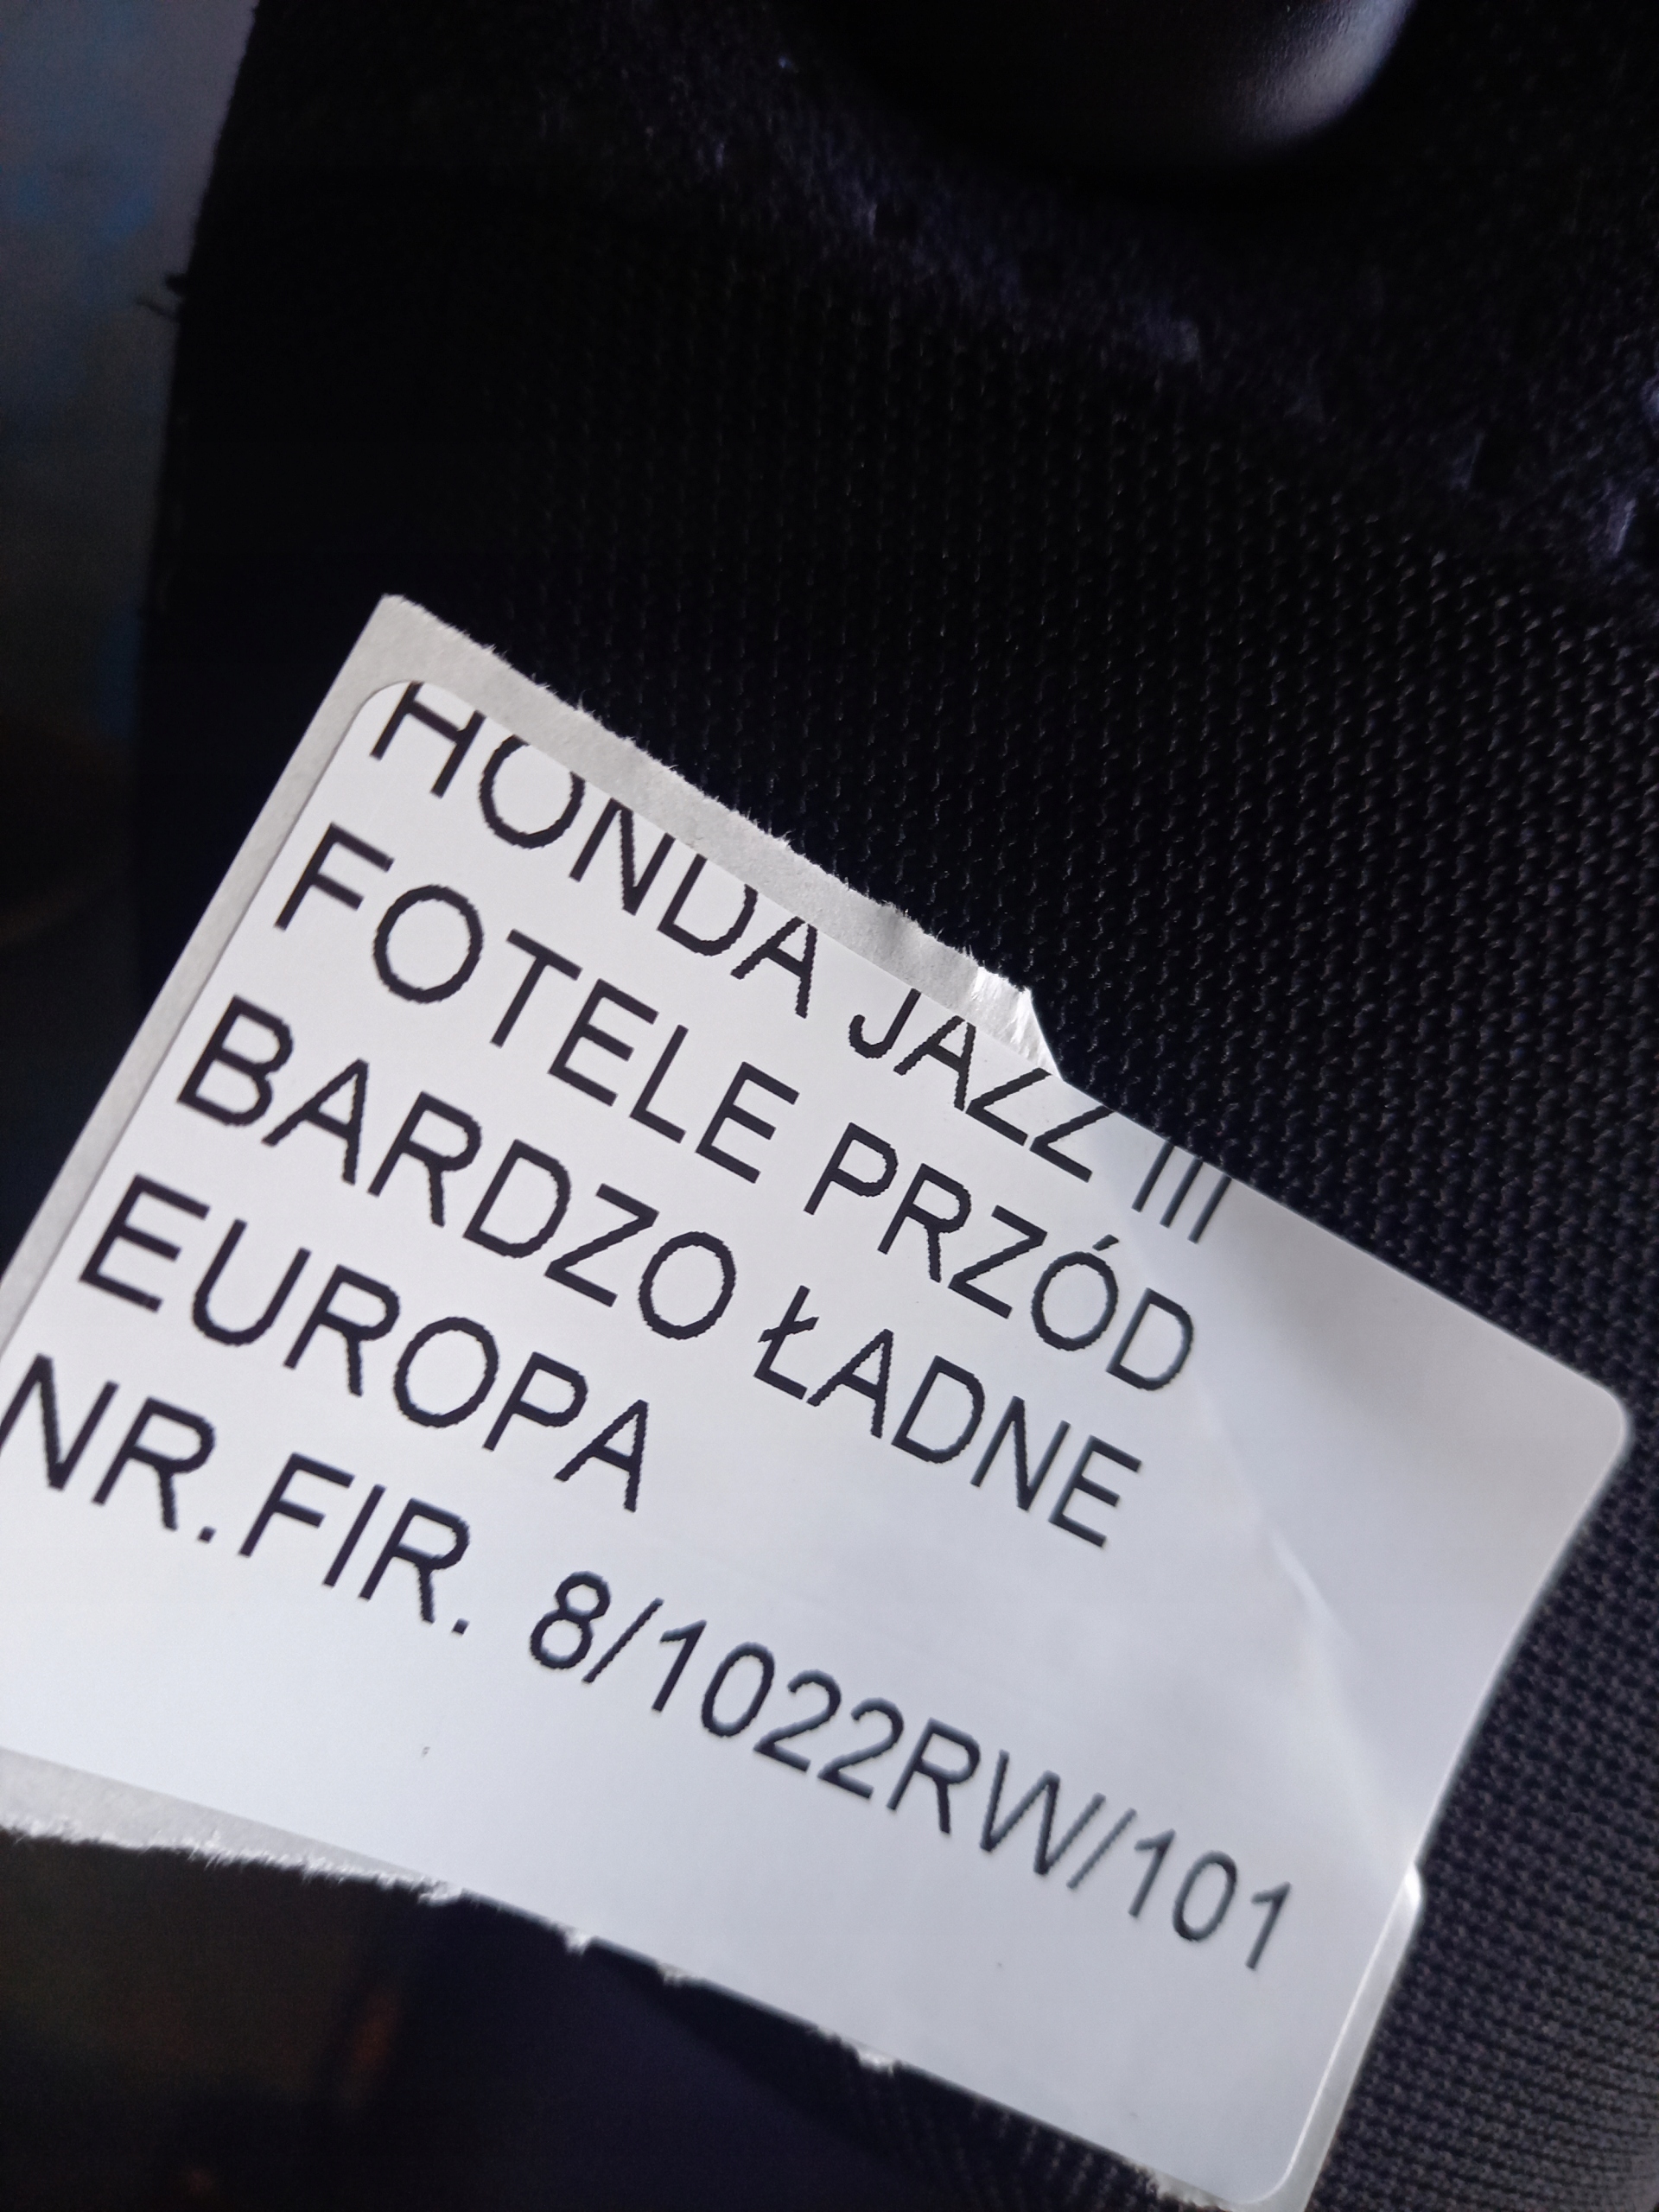 HONDA JAZZ III
FOTELE PRZÓD
BARDZO ŁADNE
EUROPA
NR.FIR. 8/1022RW/101